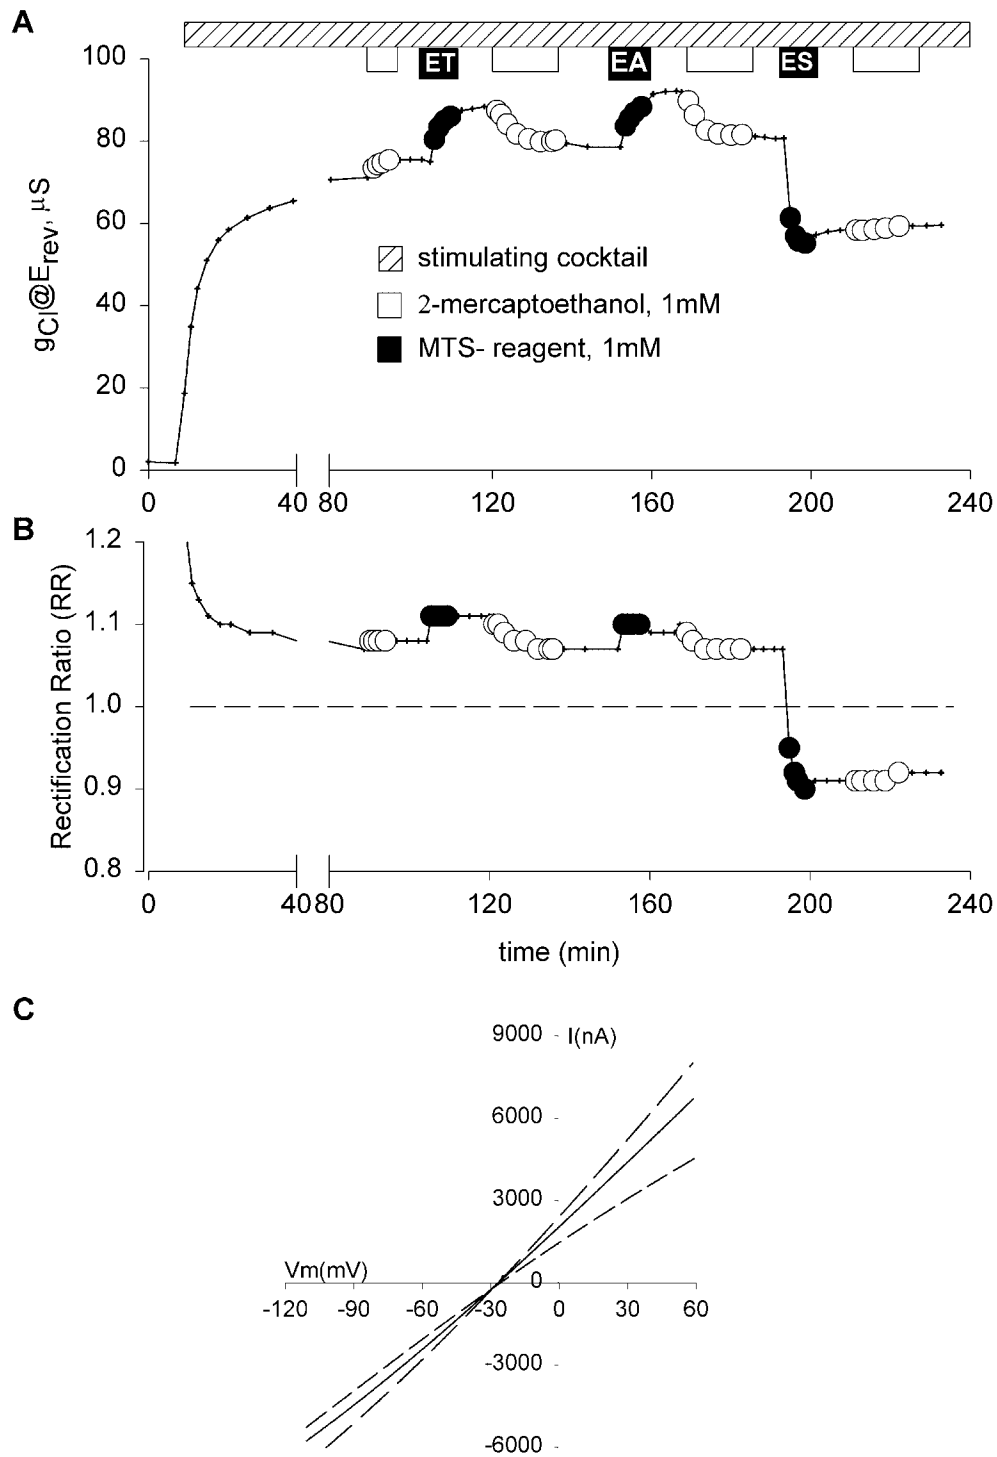 A
100
80
60
40
20
0
gCl@Erev, µS
ET
EA
ES
stimulating cocktail
2-mercaptoethanol, 1mM
MTS- reagent, 1mM
0 40 80 120 160 200 240
B
1.2
1.1
1.0
0.9
0.8
Rectification Ratio (RR)
0 40 80 120 160 200 240
time (min)
C
9000
I(nA)
6000
3000
Vm(mV)
0
-120 -90 -60 -30 0 30 60
-3000
-6000